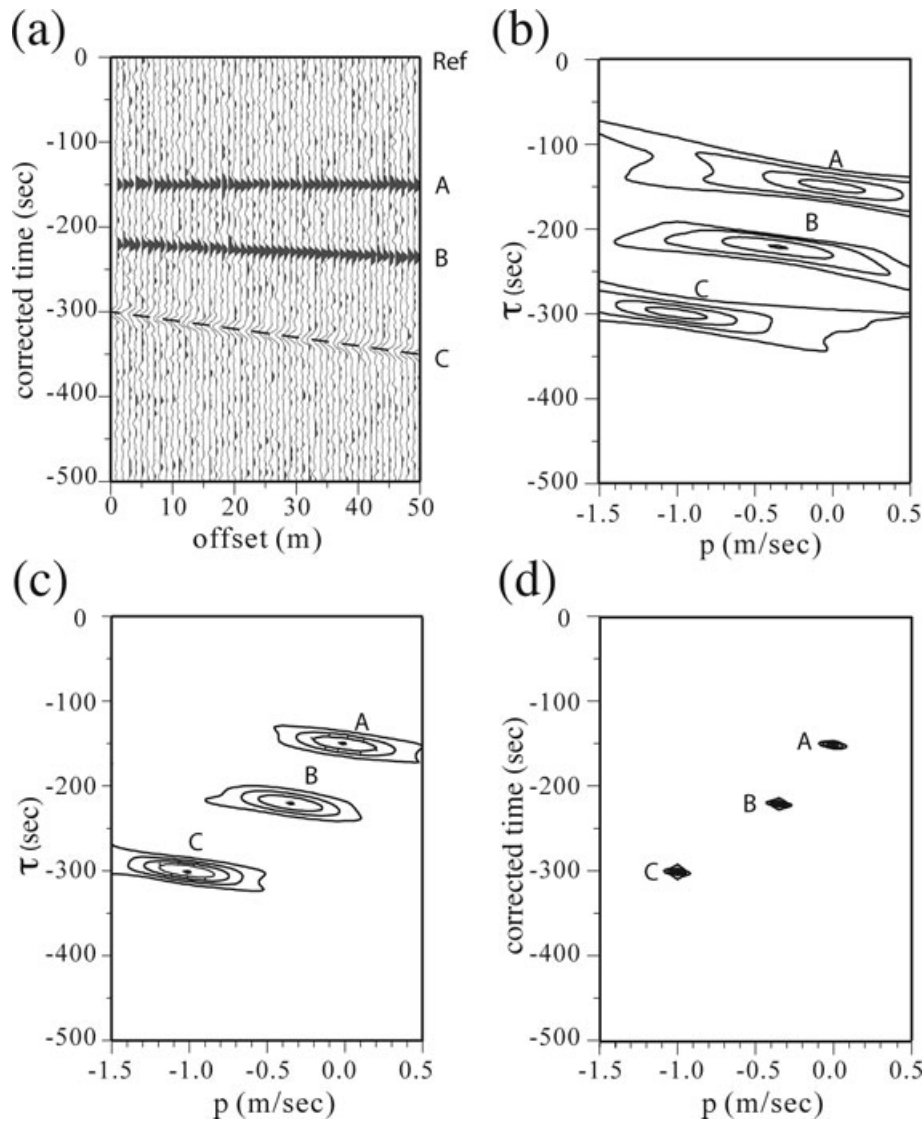 (a)
0
Ref
-100
A
-200
B
-300
C
-400
-500
corrected time (sec)
0 10 20 30 40 50
offset (m)
(b)
0
-100
A
-200
B
C
-300
-400
-500
τ (sec)
-1.5 -1.0 -0.5 0.0 0.5
p (m/sec)
(c)
0
-100
A
-200
B
C
-300
-400
-500
τ (sec)
-1.5 -1.0 -0.5 0.0 0.5
p (m/sec)
(d)
0
-100
A
-200
B
-300
C
-400
-500
corrected time (sec)
-1.5 -1.0 -0.5 0.0 0.5
p (m/sec)